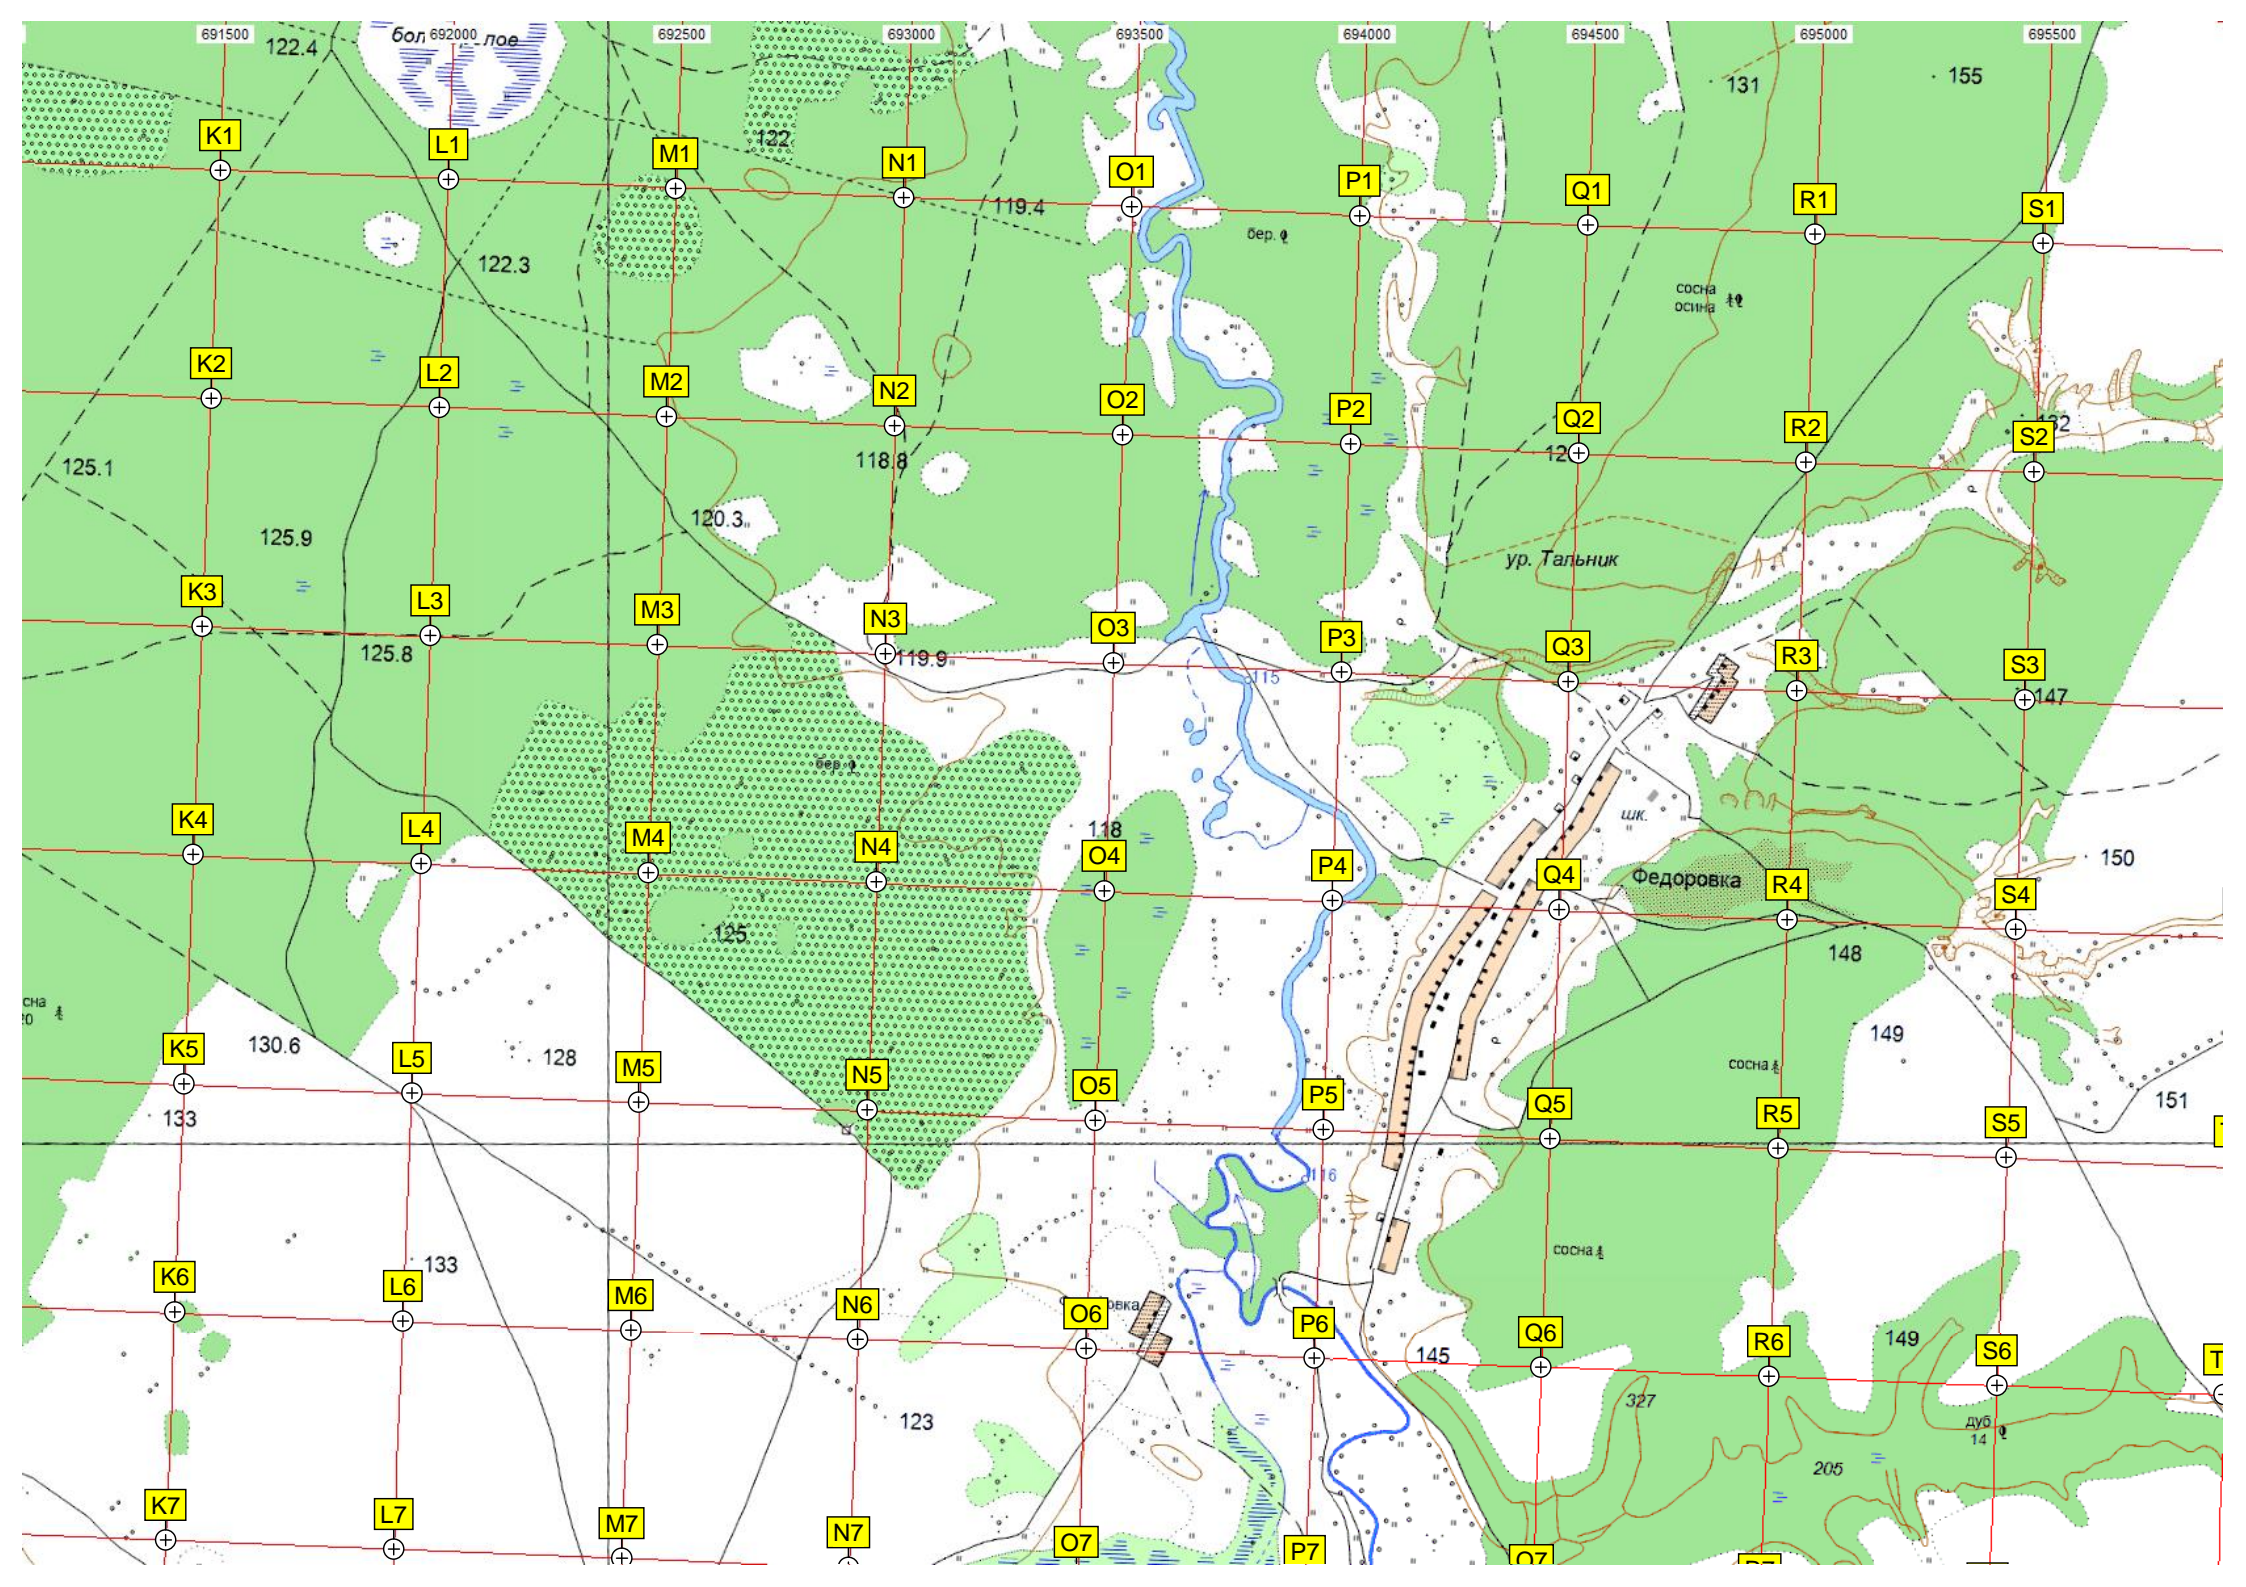 691500 692000 692500 693000 693500 694000 694500 695000 695500
бол лое
122.4
131 155
122
K1 L1 M1 N1 O1 P1 Q1 R1 S1
119.4
бер.
122.3
сосна
осина
K2 L2 M2 N2 O2 P2 Q2 R2 S2
125.1 118.8
120.3
125.9
ур. Тальник
K3 L3 M3 N3 O3 P3 Q3 R3 S3
125.8 119.9
115 147
бер.
шк.
118
K4 L4 M4 N4 O4 P4 Q4 R4 S4
150
Федоровка
125
148
сна
149
130.6 128
сосна
K5 L5 M5 N5 O5 P5 Q5 R5 S5
133 151
116
сосна
133
K6 L6 M6 N6 O6 P6 Q6 R6 S6 T
145 149
327
123
дуб
14
205
K7 L7 M7 N7 O7 P7 Q7